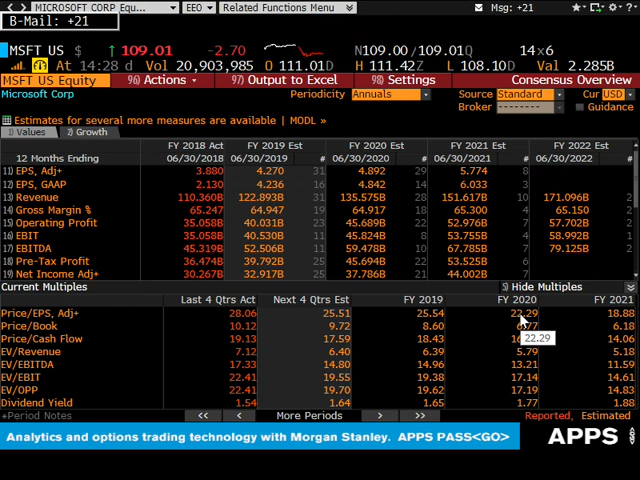 MICROSOFT CORP Equ... EEO Related Functions Menu Msg: +21
B-Mail: +21
MSFT US $ ↑ 109.01 -2.70 N109.00/109.01Q 14x6
At 14:28 d Vol 20,903,985 O 111.01D H 111.42Z L 108.10D Val 2.285B
MSFT US Equity 96) Actions 97) Output to Excel 98) Settings Consensus Overview
Microsoft Corp Periodicity Annuals Source Standard Cur USD
Broker -------- Guidance
Estimates for several more measures are available | MODL »
1) Values 2) Growth
FY 2018 Act FY 2019 Est FY 2020 Est FY 2021 Est FY 2022 Est
12 Months Ending 06/30/2018 06/30/2019 # 06/30/2020 # 06/30/2021 # 06/30/2022 #
11) EPS, Adj+ 3.880 4.270 31 4.892 29 5.774 8
12) EPS, GAAP 2.130 4.236 16 4.842 14 6.033 3
13) Revenue 110.360B 122.893B 31 135.575B 28 151.617B 10 171.096B 2
14) Gross Margin % 65.247 64.947 19 64.917 18 65.300 4 65.150 2
15) Operating Profit 35.058B 40.031B 23 45.689B 22 52.976B 5 57.702B 2
16) EBIT 35.058B 40.530B 11 45.824B 8 53.755B 4 58.992B 1
17) EBITDA 45.319B 52.506B 11 59.478B 10 67.785B 7 79.125B 2
18) Pre-Tax Profit 36.474B 39.792B 25 45.694B 23 53.525B 6
19) Net Income Adj+ 30.267B 32.917B 25 37.786B 21 44.002B 7
Current Multiples 5) Hide Multiples
Last 4 Qtrs Act Next 4 Qtrs Est FY 2019 FY 2020 FY 2021
Price/EPS, Adj+ 28.06 25.51 25.54 22.29 18.88
Price/Book 10.12 9.72 8.60 6.77 6.18
Price/Cash Flow 19.13 17.59 18.43 14.06
22.29
EV/Revenue 7.12 6.40 6.39 5.79 5.18
EV/EBITDA 17.33 14.80 14.96 13.21 11.59
EV/EBIT 22.41 19.55 19.38 17.14 14.61
EV/OPP 22.41 19.70 19.62 17.19 14.83
Dividend Yield 1.54 1.64 1.65 1.77 1.88
+Period Notes << < More Periods > >> Reported, Estimated
Analytics and options trading technology with Morgan Stanley. APPS PASS<GO> APPS